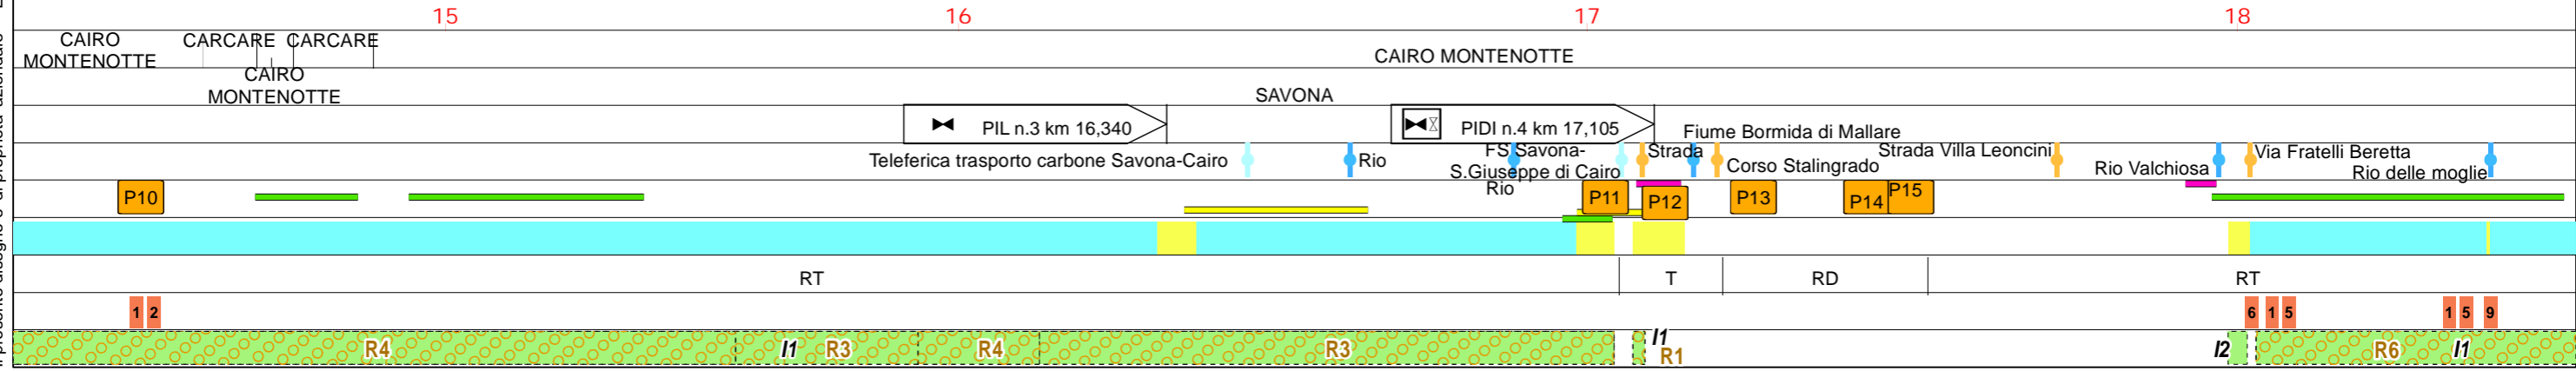 15 16 17 18
CAIRO CARCARE CARCARE
MONTENOTTE CAIRO MONTENOTTE
CAIRO
MONTENOTTE SAVONA
PIL n.3 km 16,340 PIDI n.4 km 17,105 Fiume Bormida di Mallare
Teleferica trasporto carbone Savona-Cairo Rio FS Savona- Strada Strada Villa Leoncini Via Fratelli Beretta
S.Giuseppe di Cairo Corso Stalingrado Rio Valchiosa Rio delle moglie
Rio
P10 P11 P12 P13 P14 P15
RT T RD RT
1 2 6 1 5 1 5 9
R4 I1 R3 R4 R3 I1 R1 I2 R6 I1